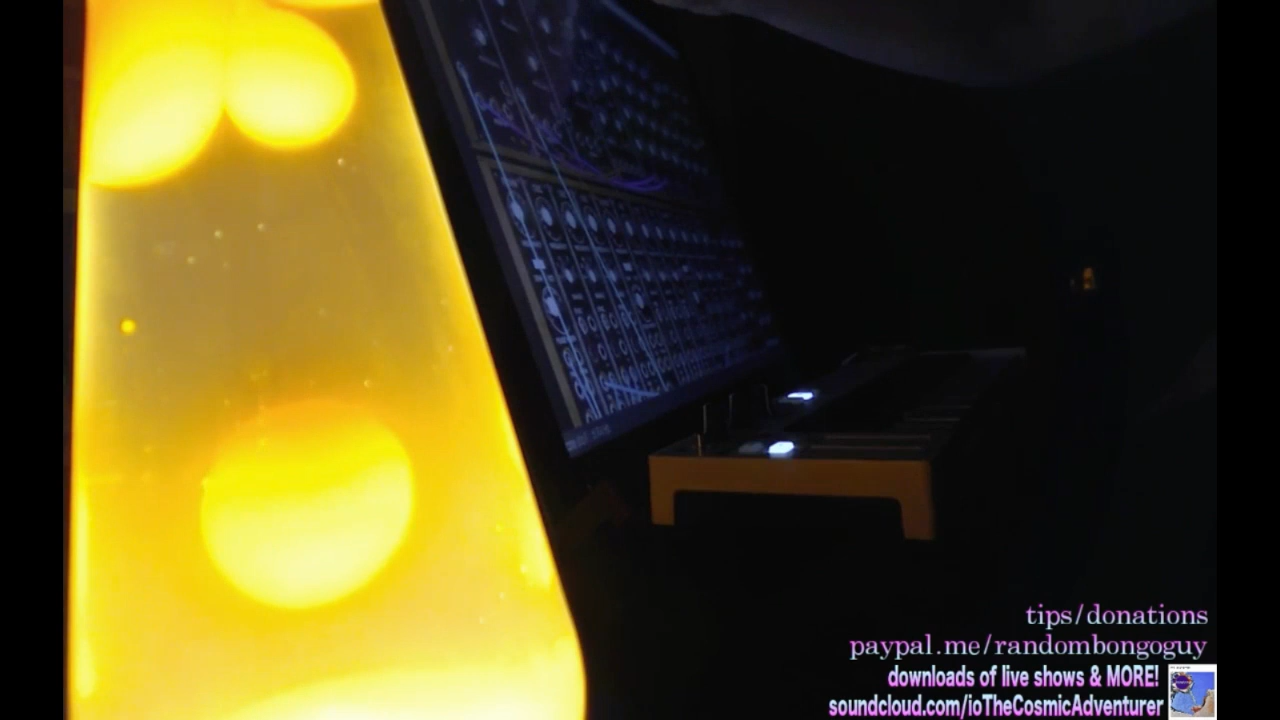 tips/donations
paypal.me/randombongoguy
downloads of live shows & MORE!
soundcloud.com/ioTheCosmicAdventurer